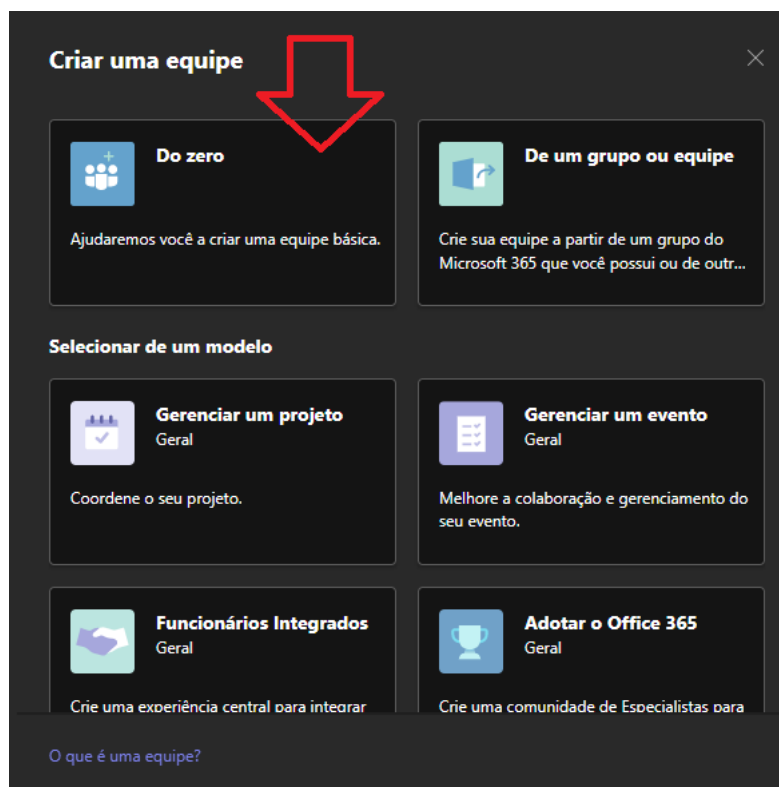 Criar uma equipe
Do zero
Ajudaremos você a criar uma equipe básica.
De um grupo ou equipe
Crie sua equipe a partir de um grupo do
Microsoft 365 que você possui ou de outr...
Selecionar de um modelo
Gerenciar um projeto
Geral
Coordene o seu projeto.
Gerenciar um evento
Geral
Melhore a colaboração e gerenciamento do
seu evento.
Funcionários Integrados
Geral
Crie uma experiência central para integrar
Adotar o Office 365
Geral
Crie uma comunidade de Especialistas para
O que é uma equipe?